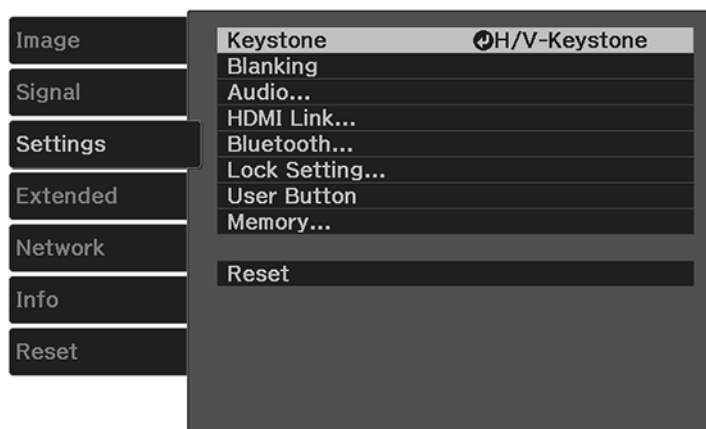 Image
Signal
Settings
Extended
Network
Info
Reset
Keystone H/V-Keystone
Blanking
Audio...
HDMI Link...
Bluetooth...
Lock Setting...
User Button
Memory...
Reset